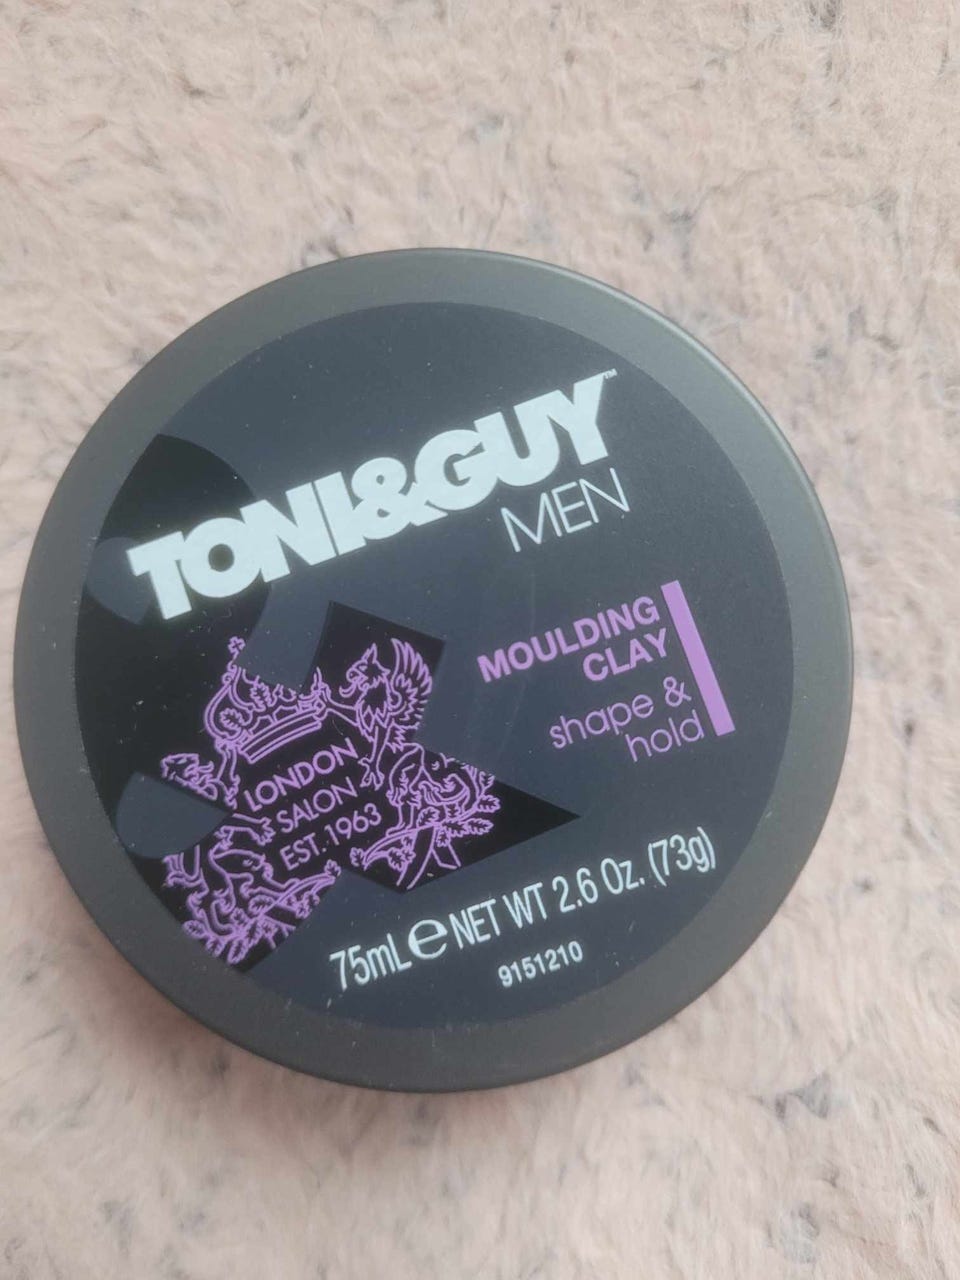 TONI&GUY™
MEN
MOULDING
CLAY
shape &
hold
LONDON
SALON
EST. 1963
75mL e NET WT 2.6 Oz. (73g)
9151210